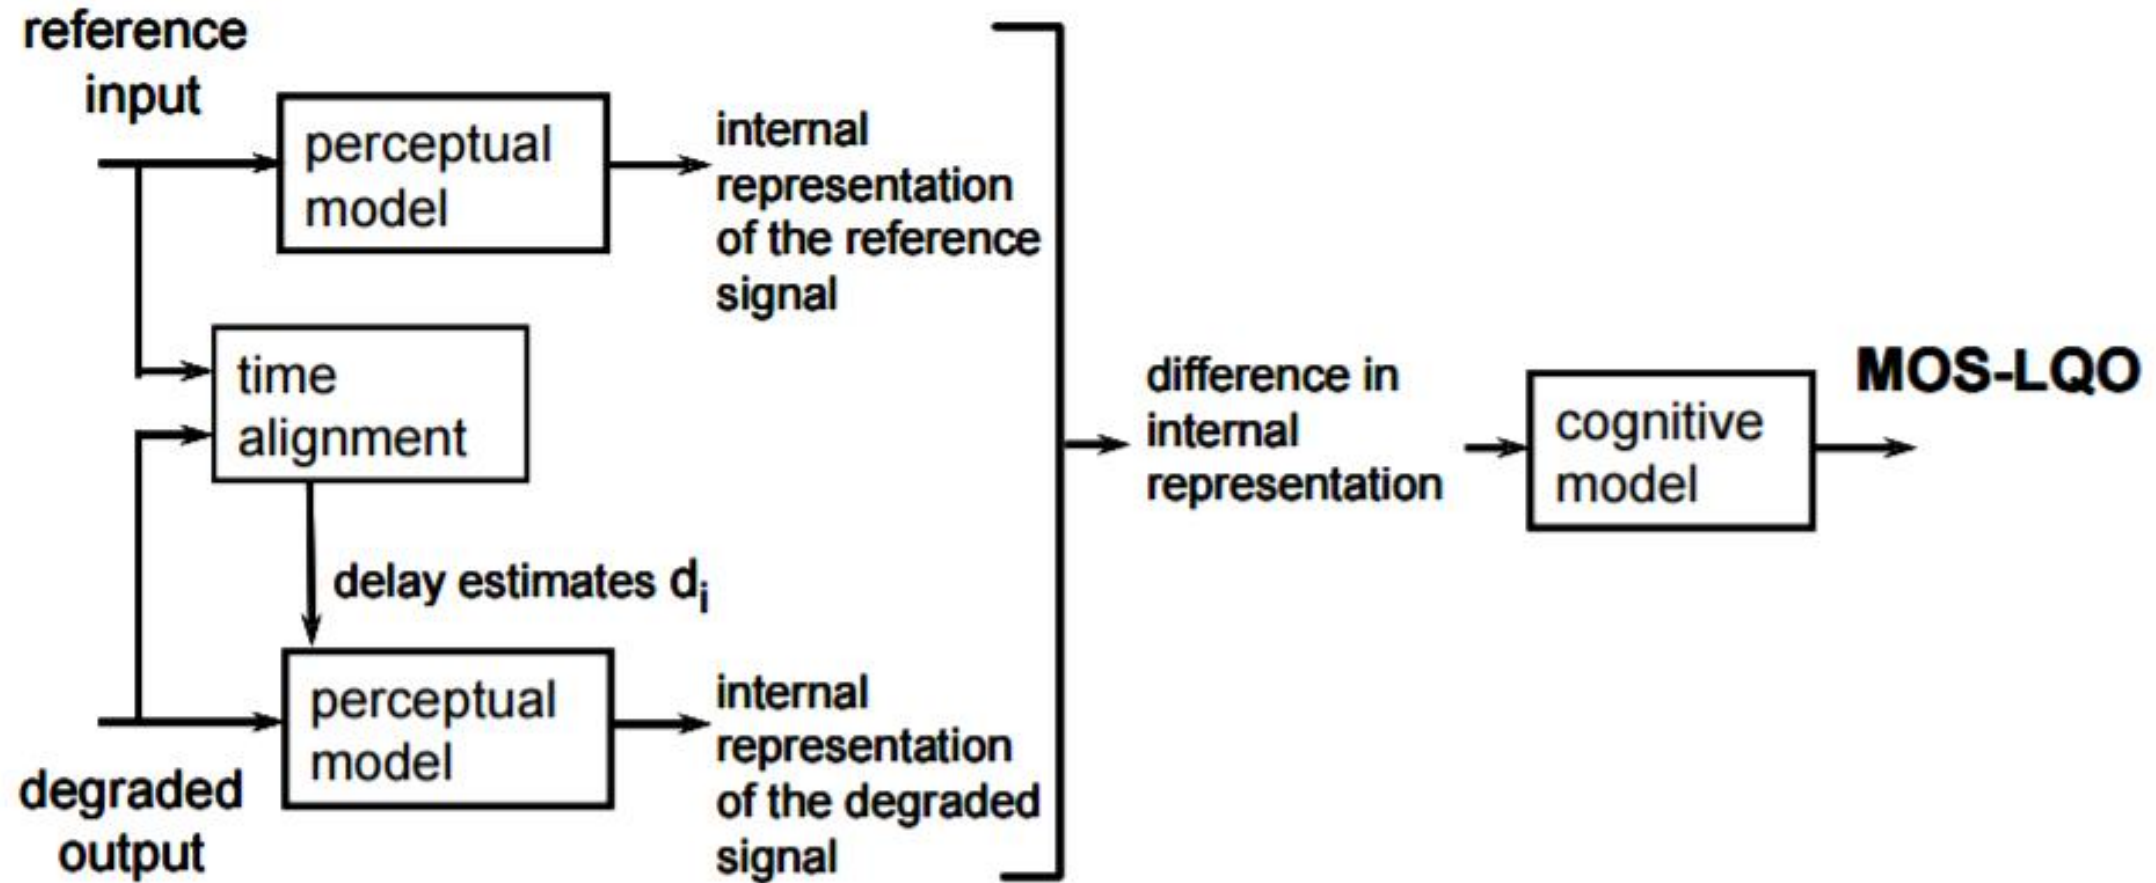 reference
input
perceptual
model
internal
representation
of the reference
signal
time
alignment
delay estimates dᵢ
perceptual
model
degraded
output
internal
representation
of the degraded
signal
difference in
internal
representation
cognitive
model
MOS-LQO